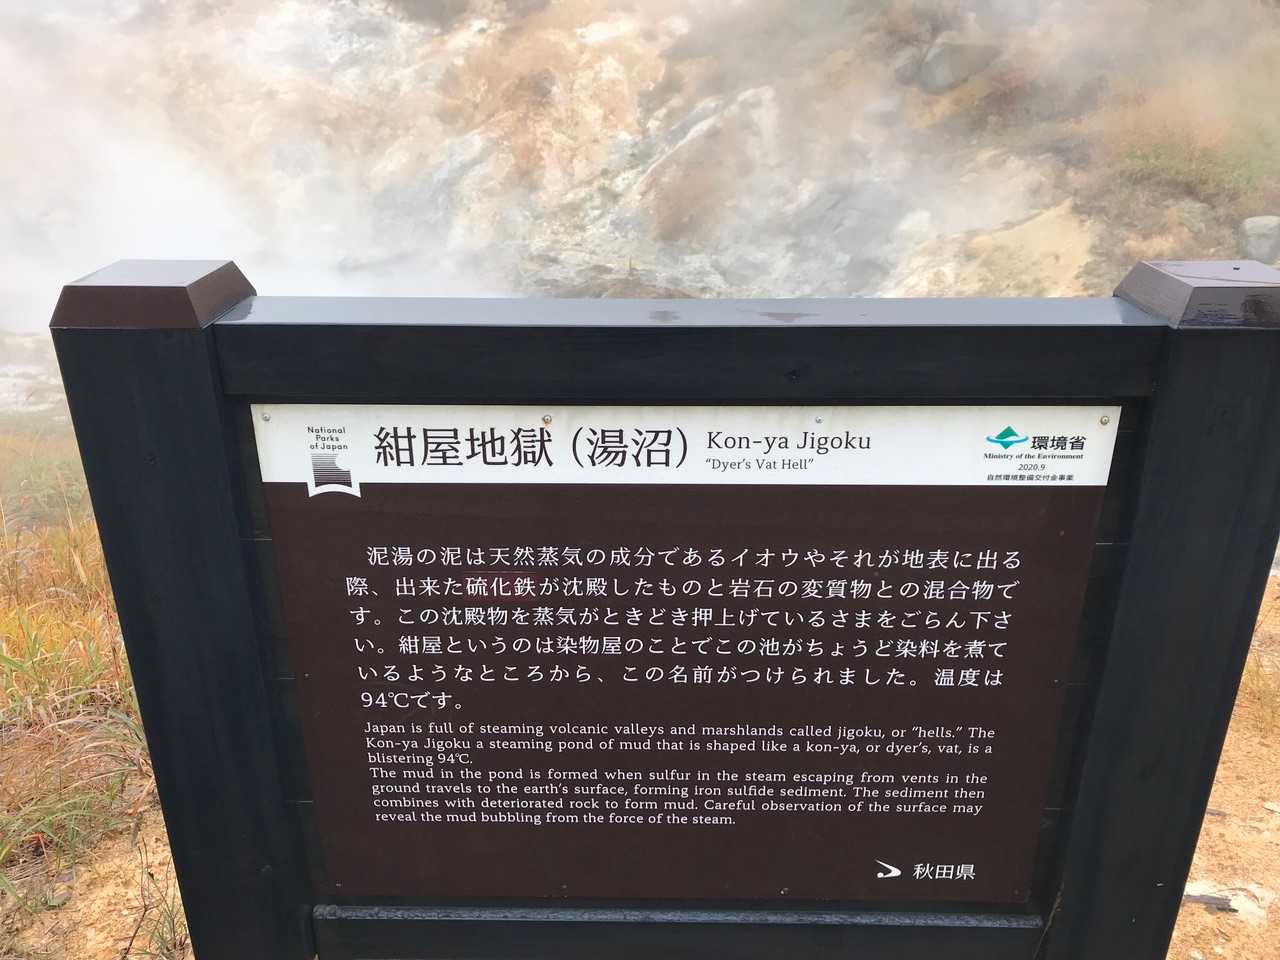 National
Parks
of Japan
紺屋地獄（湯沼） Kon-ya Jigoku
“Dyer’s Vat Hell”
環境省
Ministry of the Environment
2020.9
自然環境整備交付金事業
泥湯の泥は天然蒸気の成分であるイオウやそれが地表に出る
際、出来た硫化鉄が沈殿したものと岩石の変質物との混合物で
す。この沈殿物を蒸気がときどき押上げているさまをごらん下さ
い。紺屋というのは染物屋のことでこの池がちょうど染料を煮て
いるようなところから、この名前がつけられました。温度は
94℃です。
Japan is full of steaming volcanic valleys and marshlands called jigoku, or “hells.” The
Kon-ya Jigoku a steaming pond of mud that is shaped like a kon-ya, or dyer’s, vat, is a
blistering 94℃.
The mud in the pond is formed when sulfur in the steam escaping from vents in the
ground travels to the earth’s surface, forming iron sulfide sediment. The sediment then
combines with deteriorated rock to form mud. Careful observation of the surface may
reveal the mud bubbling from the force of the steam.
秋田県